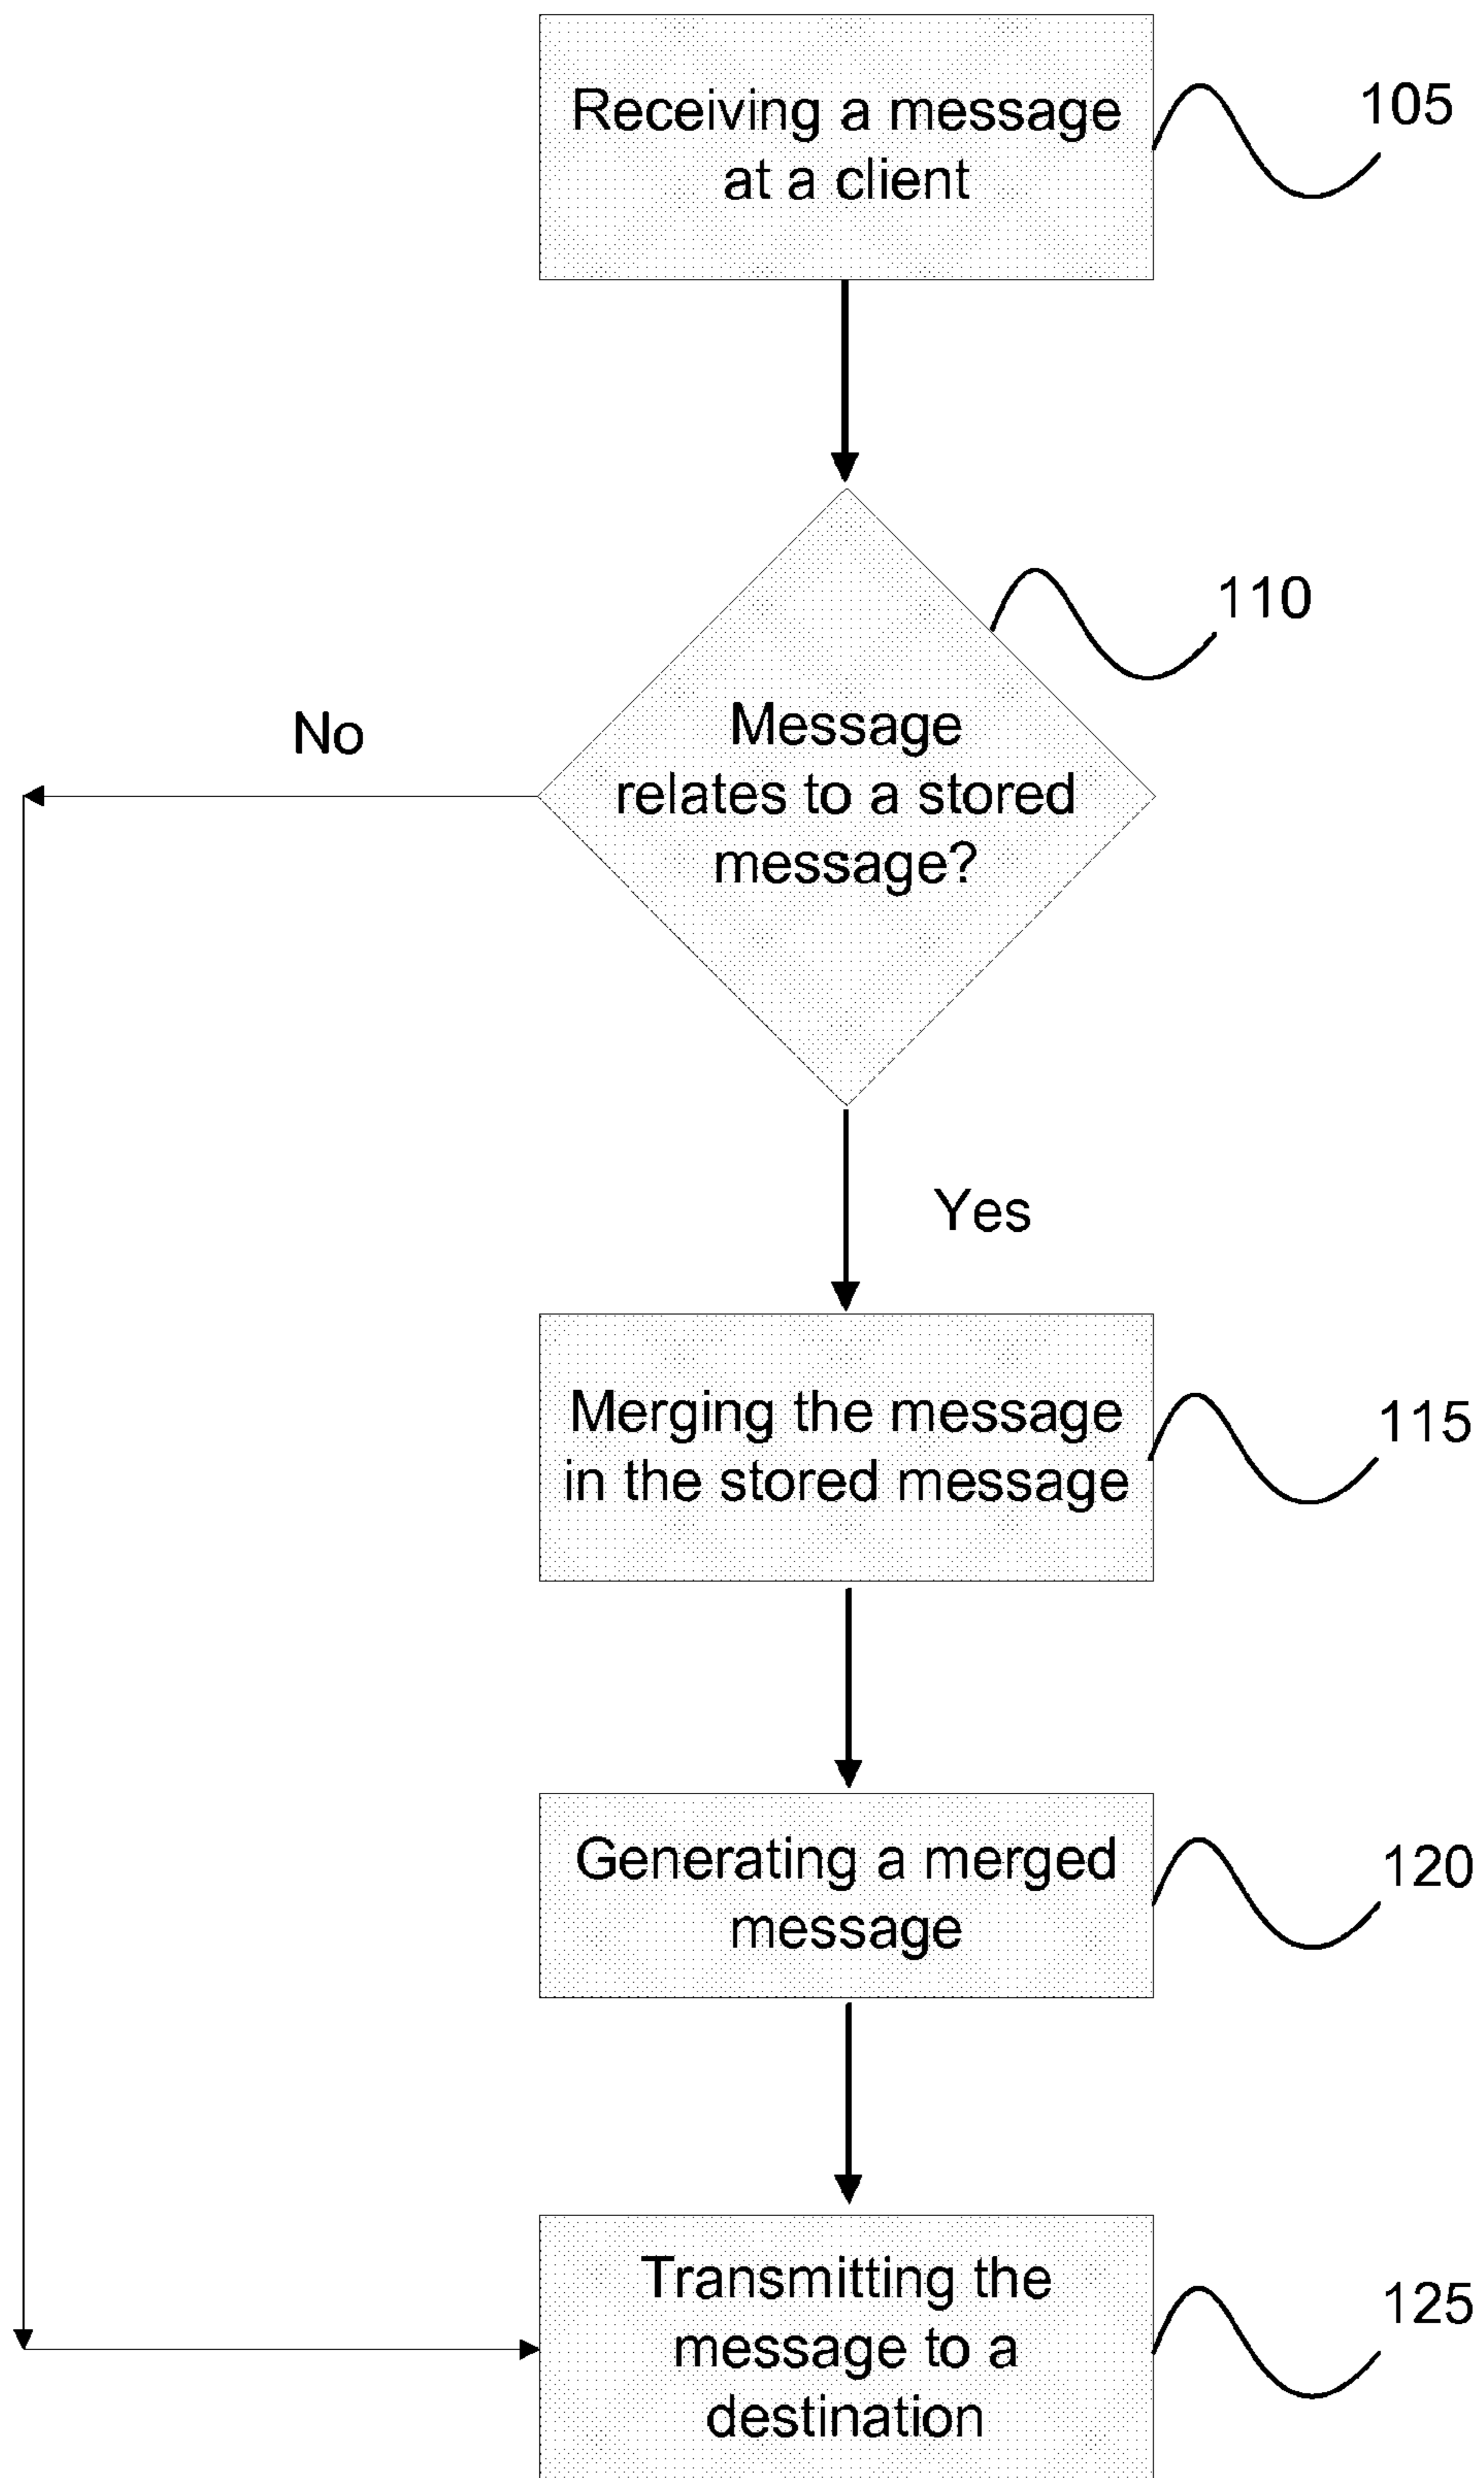 Receiving a message
at a client
105
110
Message
relates to a stored
message?
No
Yes
Merging the message
in the stored message
115
Generating a merged
message
120
Transmitting the
message to a
destination
125